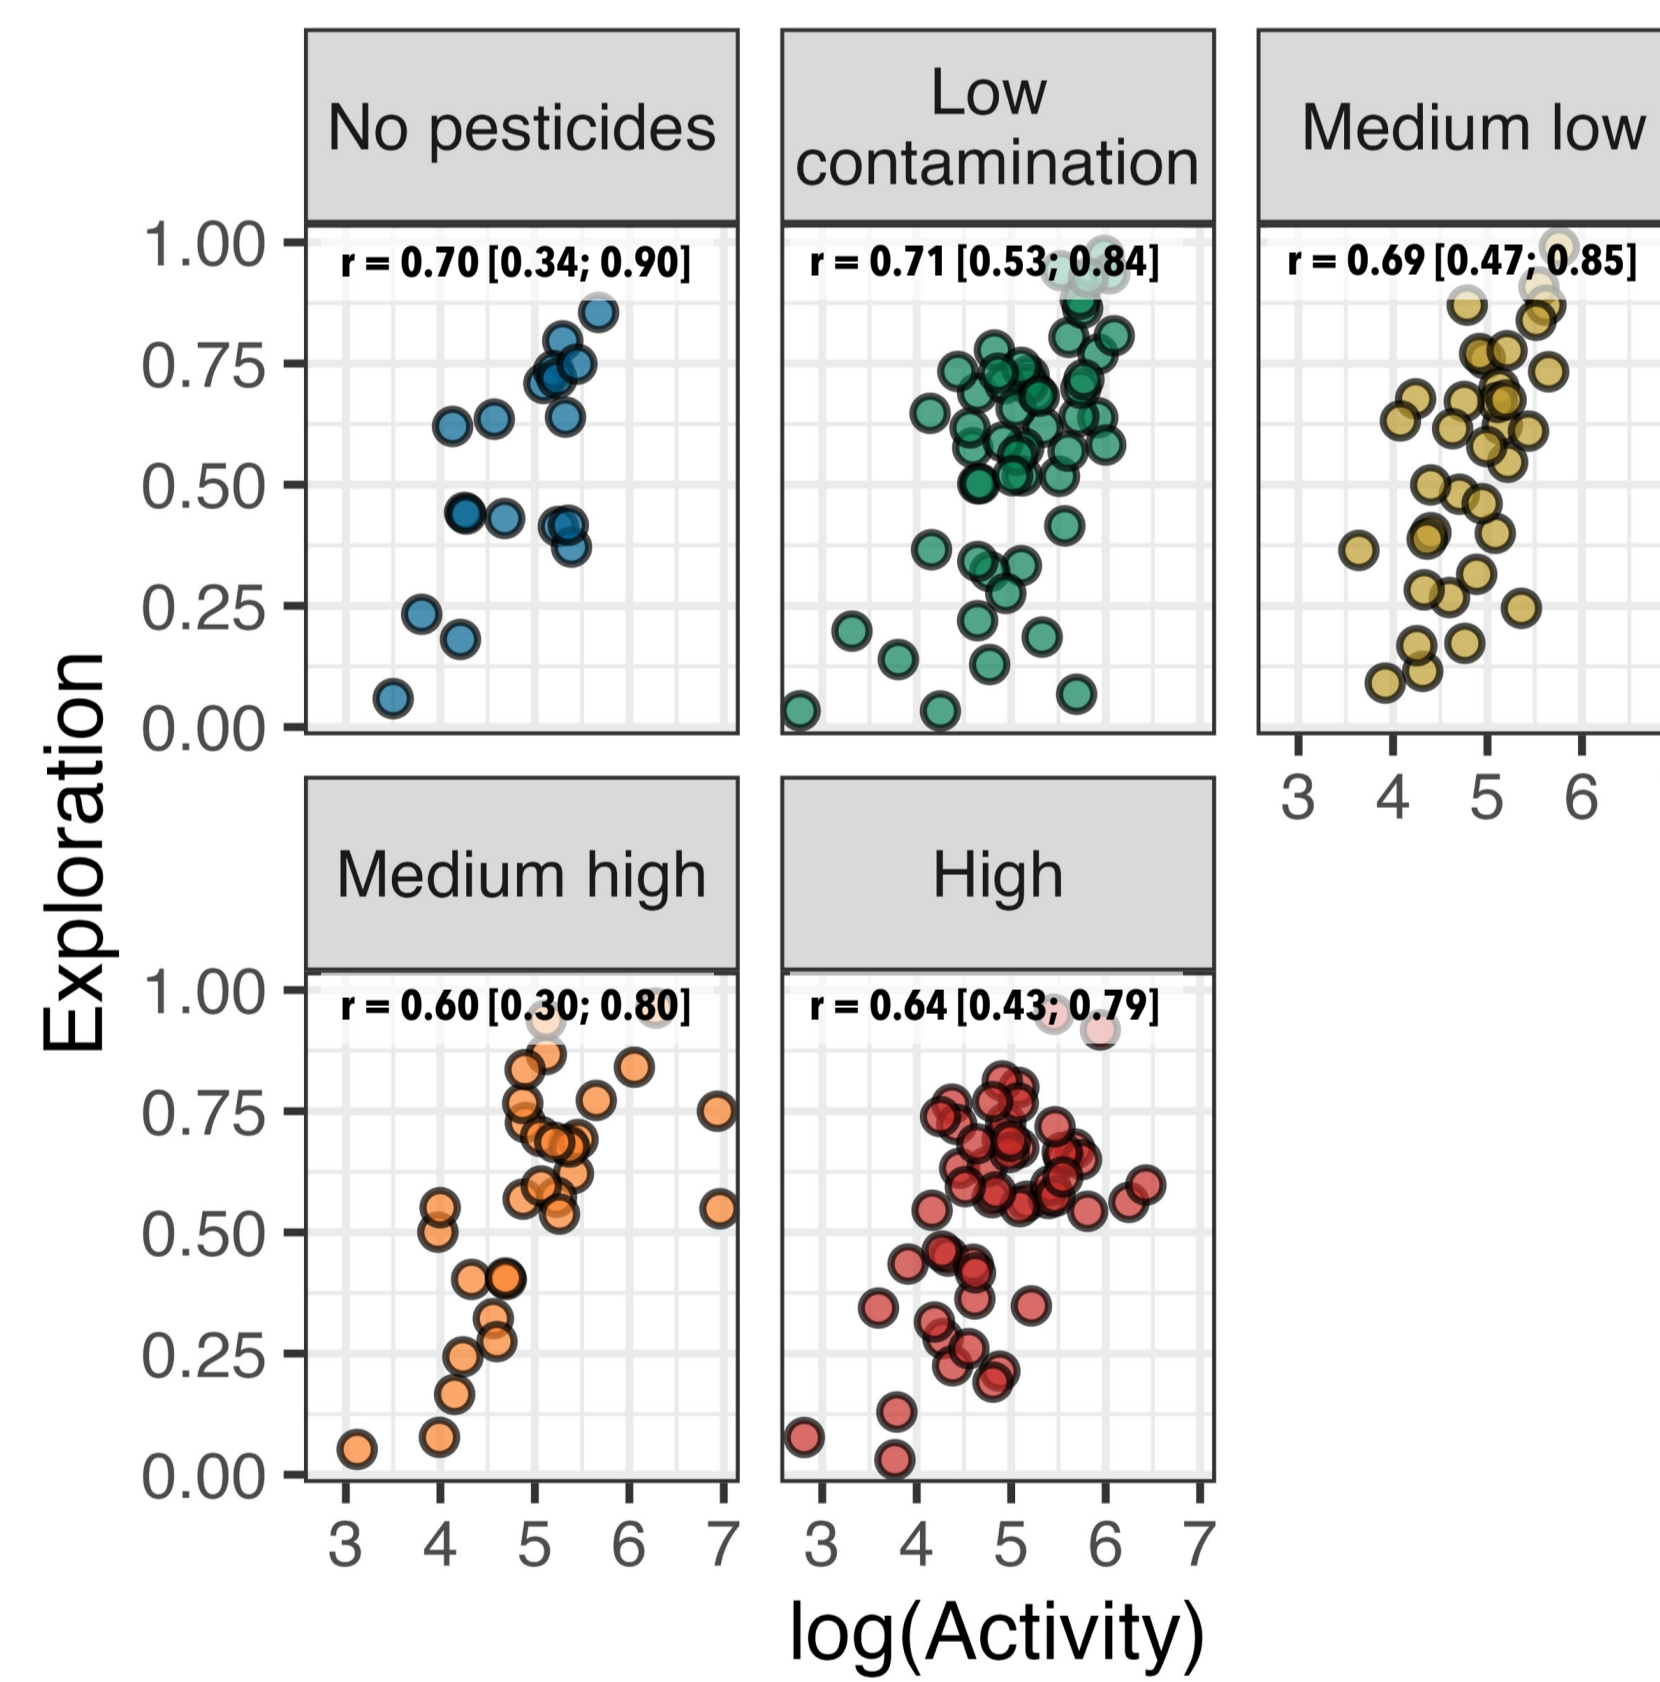 No pesticides
Low
contamination
Medium low
r = 0.70 [0.34; 0.90]
r = 0.71 [0.53; 0.84]
r = 0.69 [0.47; 0.85]
1.00
0.75
0.50
0.25
0.00
3 4 5 6
Exploration
Medium high
High
r = 0.60 [0.30; 0.80]
r = 0.64 [0.43; 0.79]
1.00
0.75
0.50
0.25
0.00
3 4 5 6 7
3 4 5 6 7
log(Activity)